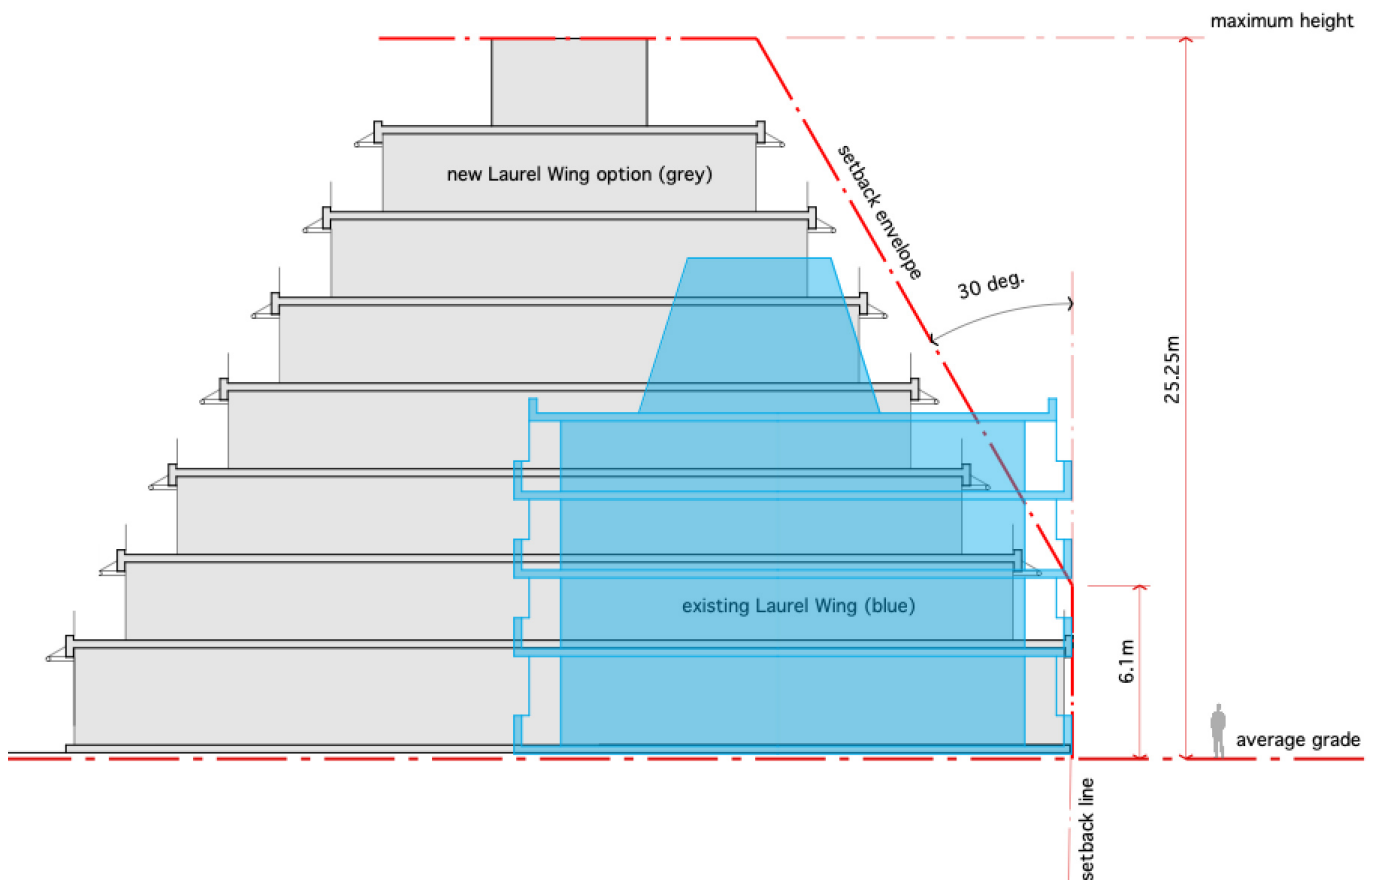 maximum height
new Laurel Wing option (grey)
setback envelope
30 deg.
25.25m
existing Laurel Wing (blue)
6.1m
average grade
setback line